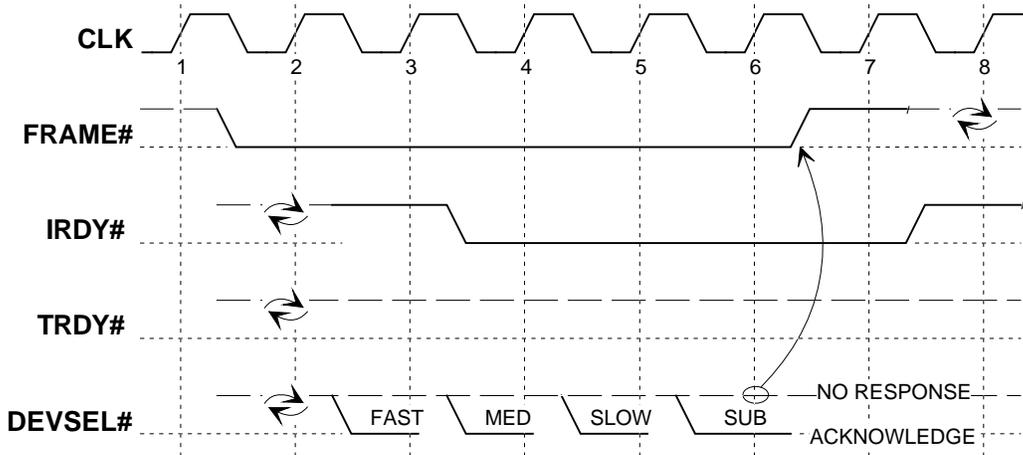 CLK
1 2 3 4 5 6 7 8
FRAME#
IRDY#
TRDY#
NO RESPONSE
DEVSEL# FAST MED SLOW SUB
ACKNOWLEDGE